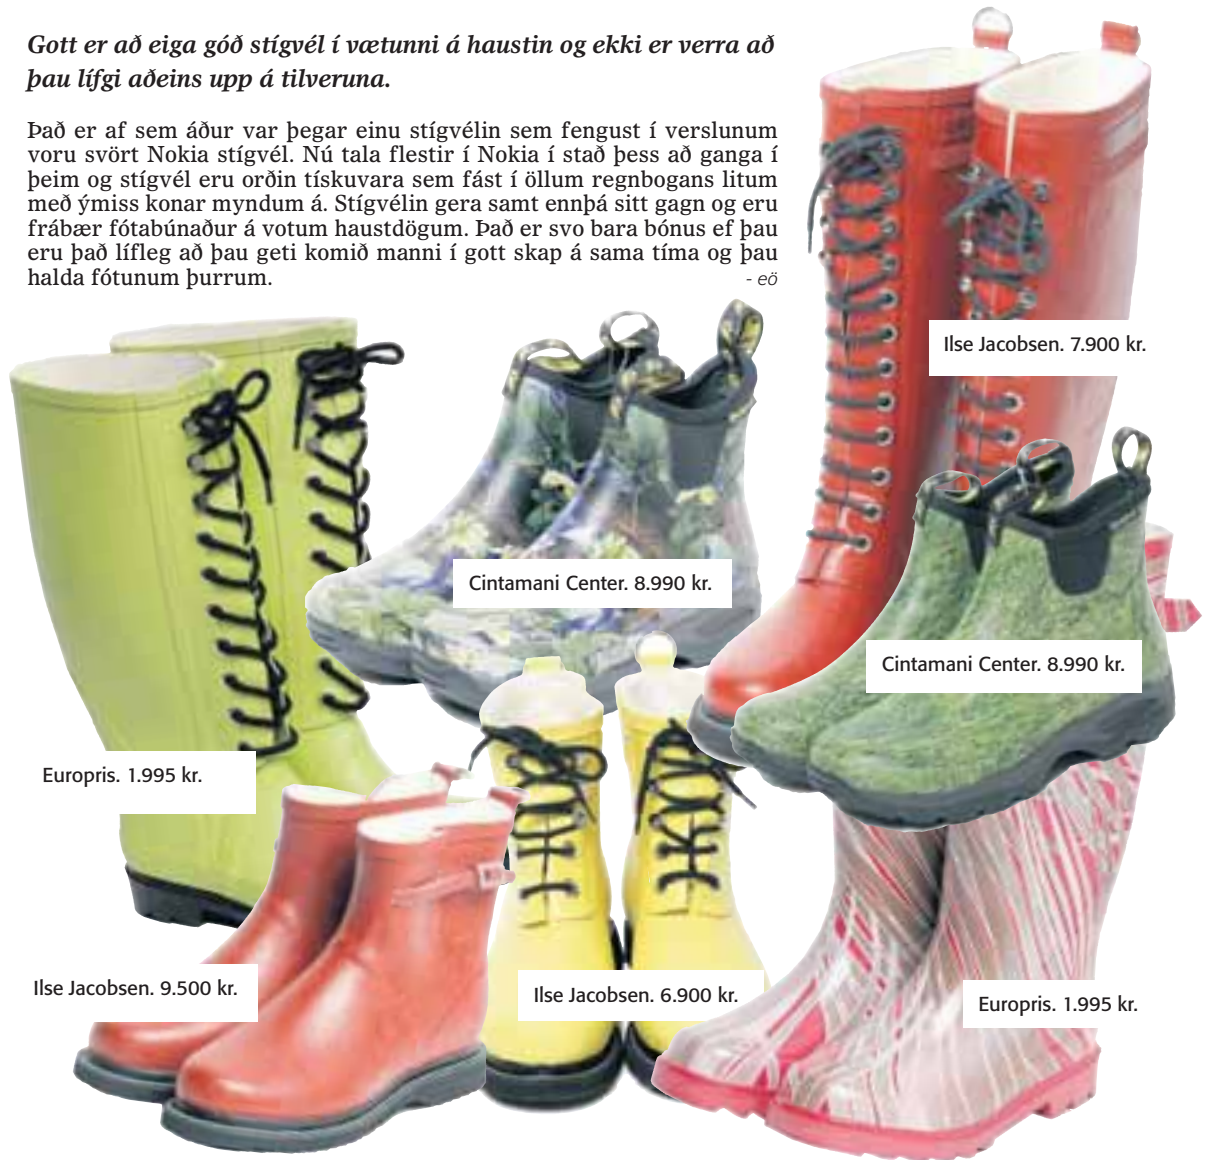 Gott er að eiga góð stígvél í vætunni á haustin og ekki er verra að
þau lífgi aðeins upp á tilveruna.
Það er af sem áður var þegar einu stígvélin sem fengust í verslunum
voru svört Nokia stígvél. Nú tala flestir í Nokia í stað þess að ganga í
þeim og stígvél eru orðin tískuvara sem fást í öllum regnbogans litum
með ýmiss konar myndum á. Stígvélin gera samt ennþá sitt gagn og eru
frábær fótabúnaður á votum haustdögum. Það er svo bara bónus ef þau
eru það lífleg að þau geti komið manni í gott skap á sama tíma og þau
halda fótunum þurrum. - eö
Ilse Jacobsen. 7.900 kr.
Cintamani Center. 8.990 kr.
Cintamani Center. 8.990 kr.
Europris. 1.995 kr.
Ilse Jacobsen. 9.500 kr.
Ilse Jacobsen. 6.900 kr.
Europris. 1.995 kr.